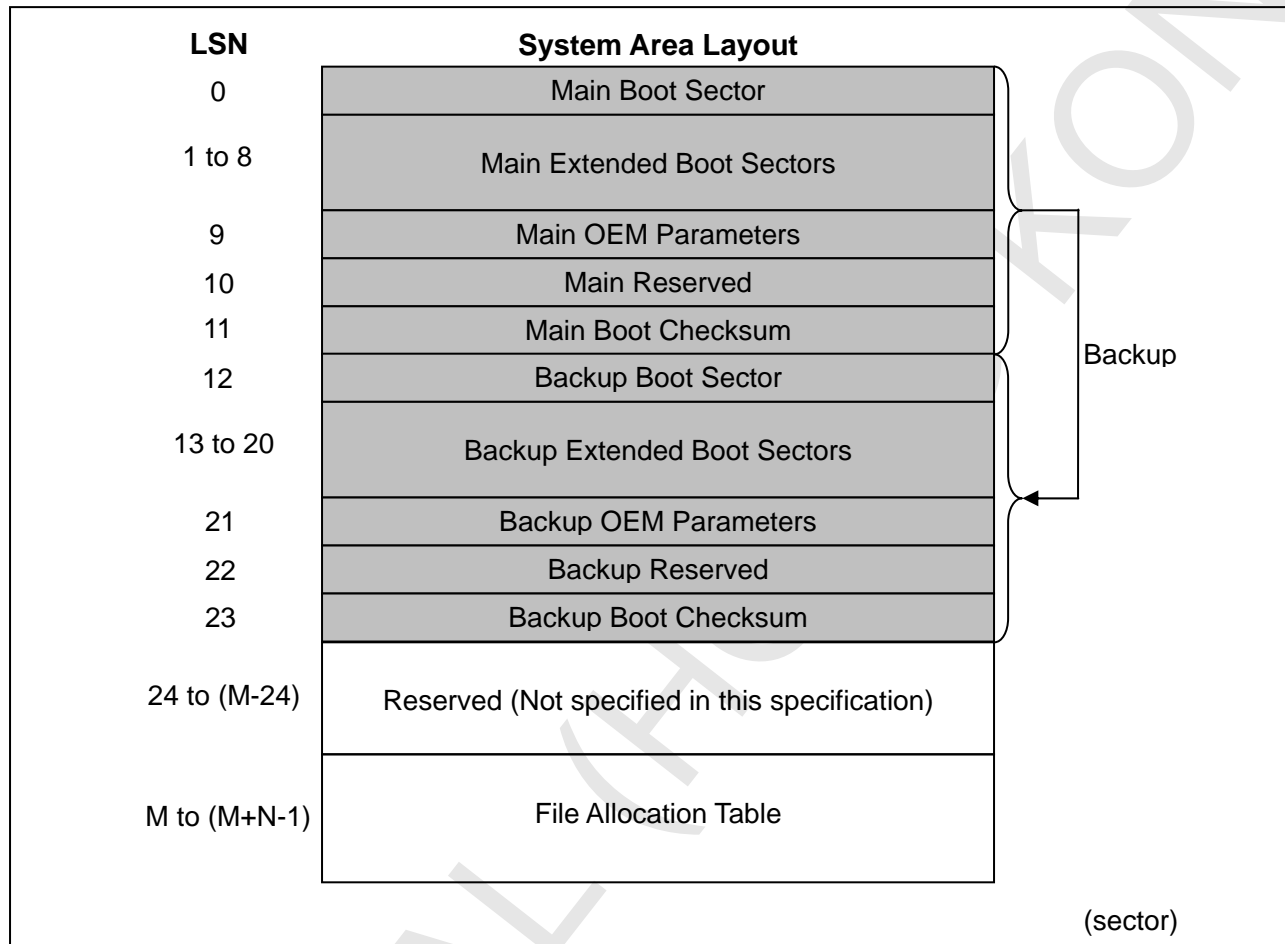 LSN System Area Layout
0 Main Boot Sector
1 to 8 Main Extended Boot Sectors
9 Main OEM Parameters
10 Main Reserved
11 Main Boot Checksum
Backup
12 Backup Boot Sector
13 to 20 Backup Extended Boot Sectors
21 Backup OEM Parameters
22 Backup Reserved
23 Backup Boot Checksum
24 to (M-24) Reserved (Not specified in this specification)
M to (M+N-1) File Allocation Table
(sector)